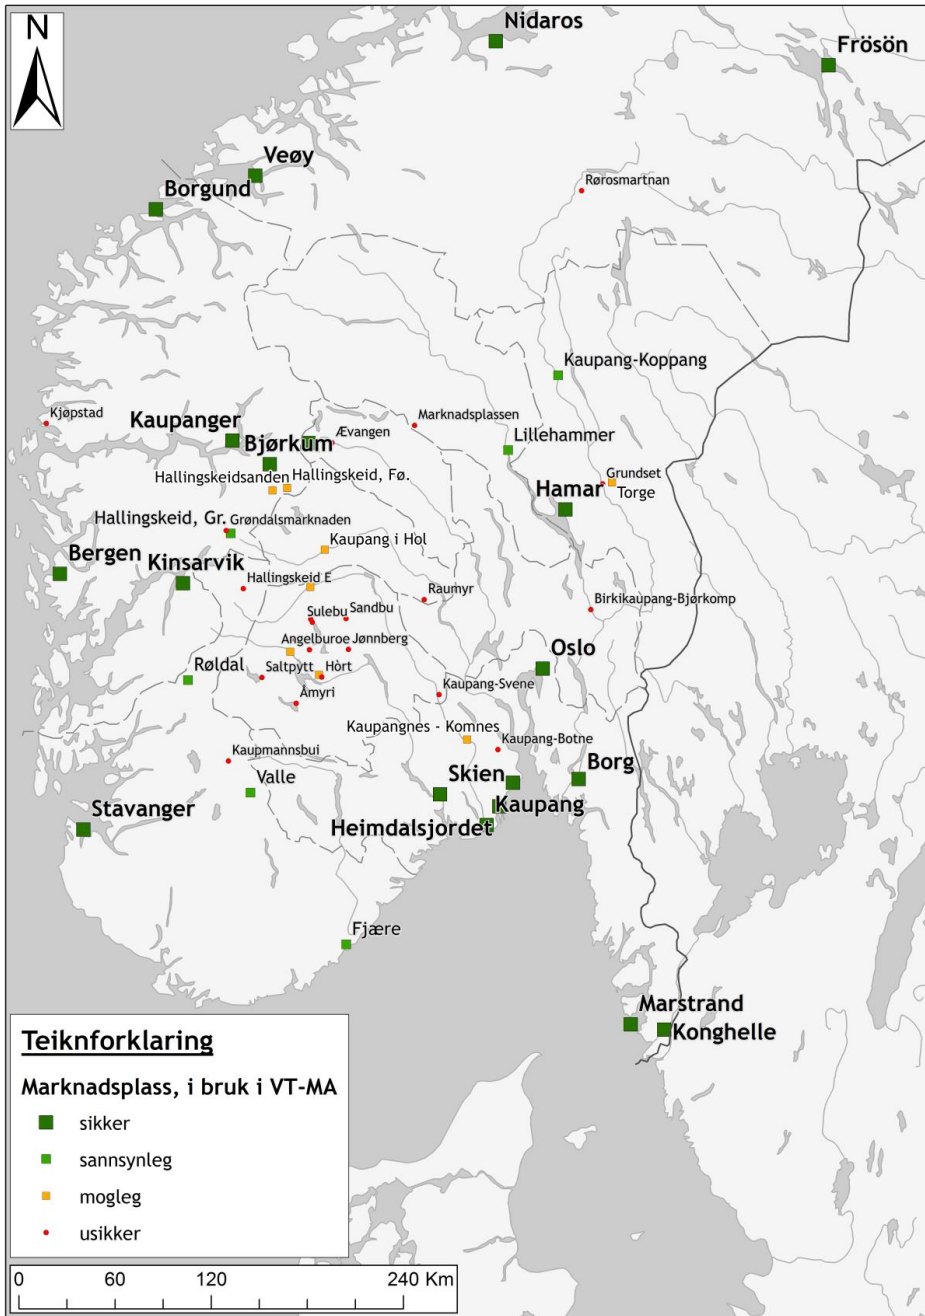 N
Nidaros
Frösön
Veøy
Borgund
Rørosmartnan
Kaupang-Koppang
Kjøpstad
Marknadsplassen
Kaupanger
Ævangen
Lillehammer
Bjørkum
Hallingskeidsanden
Hallingskeid, Fø.
Grundset
Hamar
Torge
Hallingskeid, Gr.
Grøndalsmarknaden
Kaupang i Hol
Bergen
Kinsarvik
Hallingskeid E
Raumyr
Birkikaupang-Bjørkomp
Sulebu
Sandbu
Angelburoe
Jønnberg
Oslo
Røldal
Saltpytt
Hòrt
Kaupang-Svene
Åmyri
Kaupangnes - Komnes
Kaupang-Botne
Kaupmannsbui
Valle
Skien
Borg
Stavanger
Kaupang
Heimdalsjordet
Fjære
Marstrand
Konghelle
Teiknforklaring
Marknadsplass, i bruk i VT-MA
sikker
sannsynleg
mogleg
usikker
0 60 120 240 Km